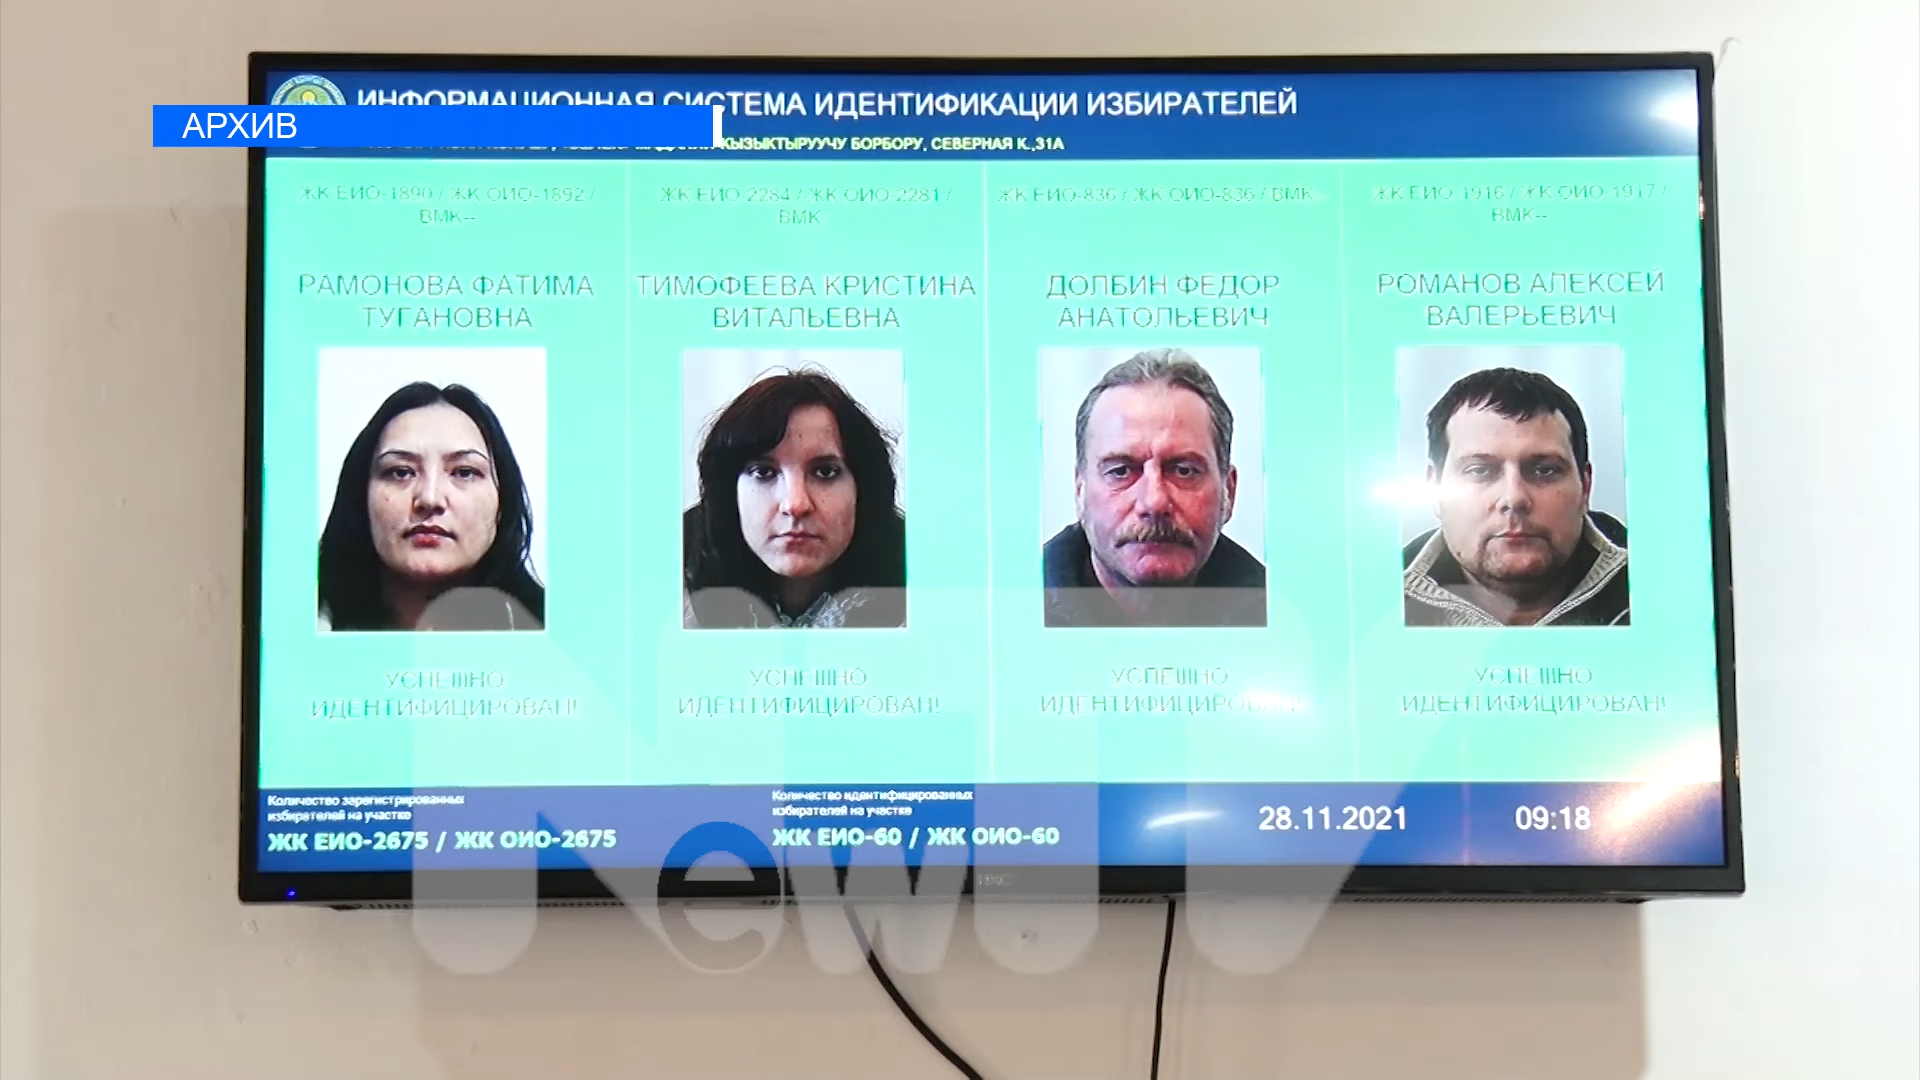 ИНФОРМАЦИОННАЯ СИСТЕМА ИДЕНТИФИКАЦИИ ИЗБИРАТЕЛЕЙ
АРХИВ
КЫЗЫКТЫРУУЧУ БОРБОРУ, СЕВЕРНАЯ К.,31А
ЖК ЕИО-1890 / ЖК ОИО-1892 /
ВМК--
РАМОНОВА ФАТИМА
ТУГАНОВНА
УСПЕШНО
ИДЕНТИФИЦИРОВАН!
ЖК ЕИО-2284 / ЖК ОИО-2281 /
ВМК
ТИМОФЕЕВА КРИСТИНА
ВИТАЛЬЕВНА
УСПЕШНО
ИДЕНТИФИЦИРОВАН!
ЖК ЕИО-836 / ЖК ОИО-836 / ВМК-
ДОЛБИН ФЕДОР
АНАТОЛЬЕВИЧ
УСПЕШНО
ИДЕНТИФИЦИРОВАН!
ЖК ЕИО-1916 / ЖК ОИО-1917 /
ВМК--
РОМАНОВ АЛЕКСЕЙ
ВАЛЕРЬЕВИЧ
УСПЕШНО
ИДЕНТИФИЦИРОВАН!
Количество зарегистрированных
избирателей на участке
ЖК ЕИО-2675 / ЖК ОИО-2675
Количество идентифицированных
избирателей на участке
ЖК ЕИО-60 / ЖК ОИО-60
28.11.2021
09:18
NewTV